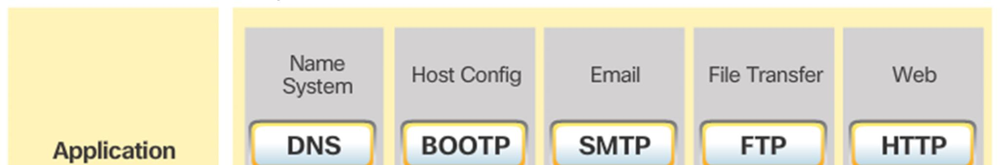 Name
System
Host Config
Email
File Transfer
Web
Application
DNS
BOOTP
SMTP
FTP
HTTP